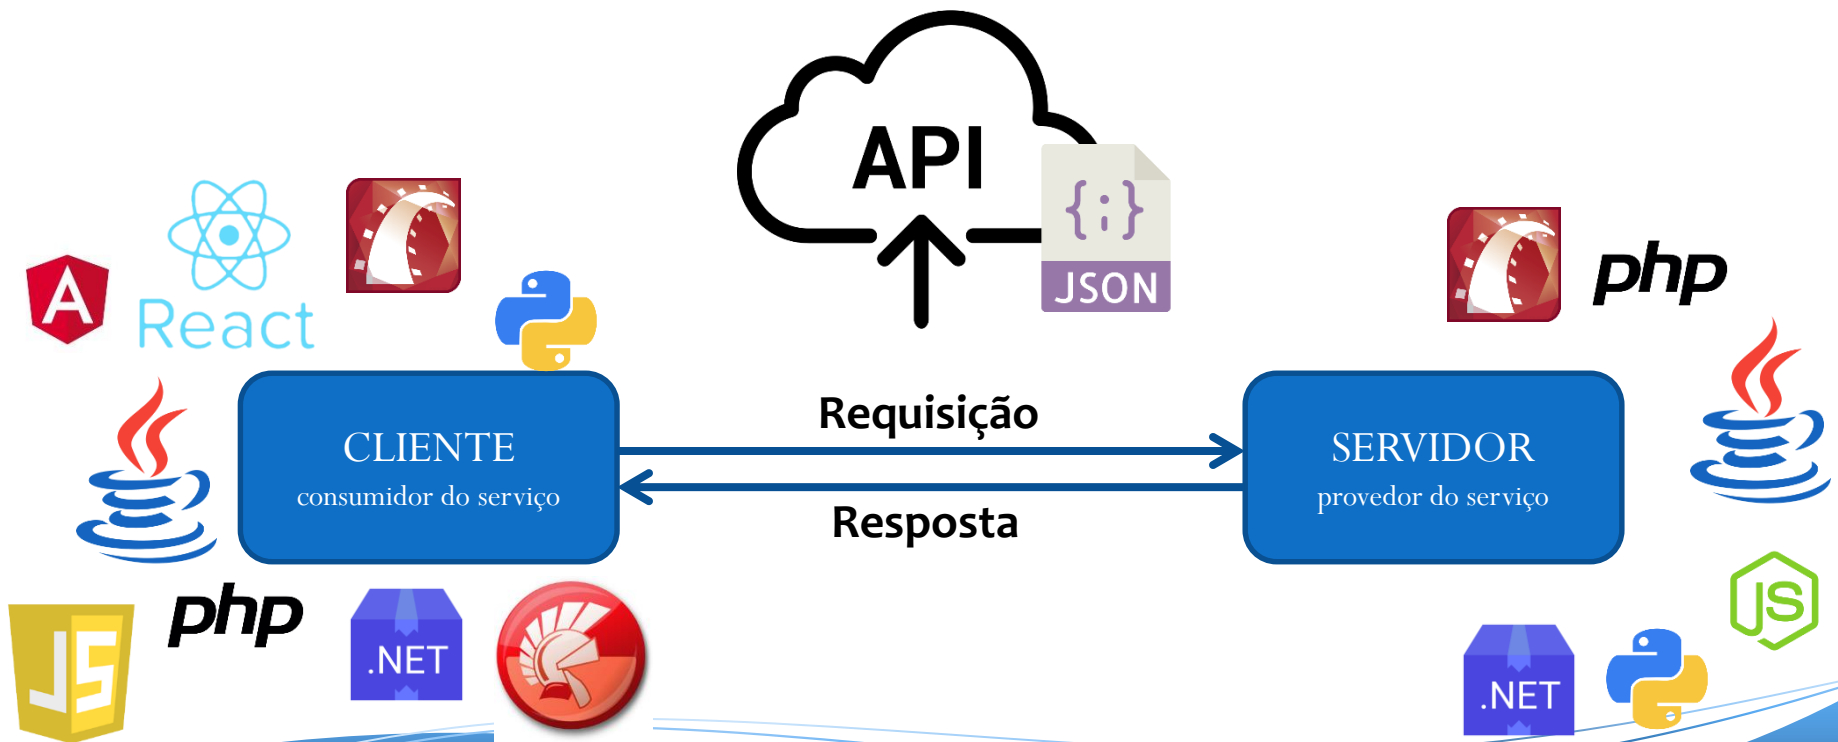 API
{;}
JSON
A
React
php
Requisição
CLIENTE
consumidor do serviço
SERVIDOR
provedor do serviço
Resposta
JS
php
.NET
JS
.NET